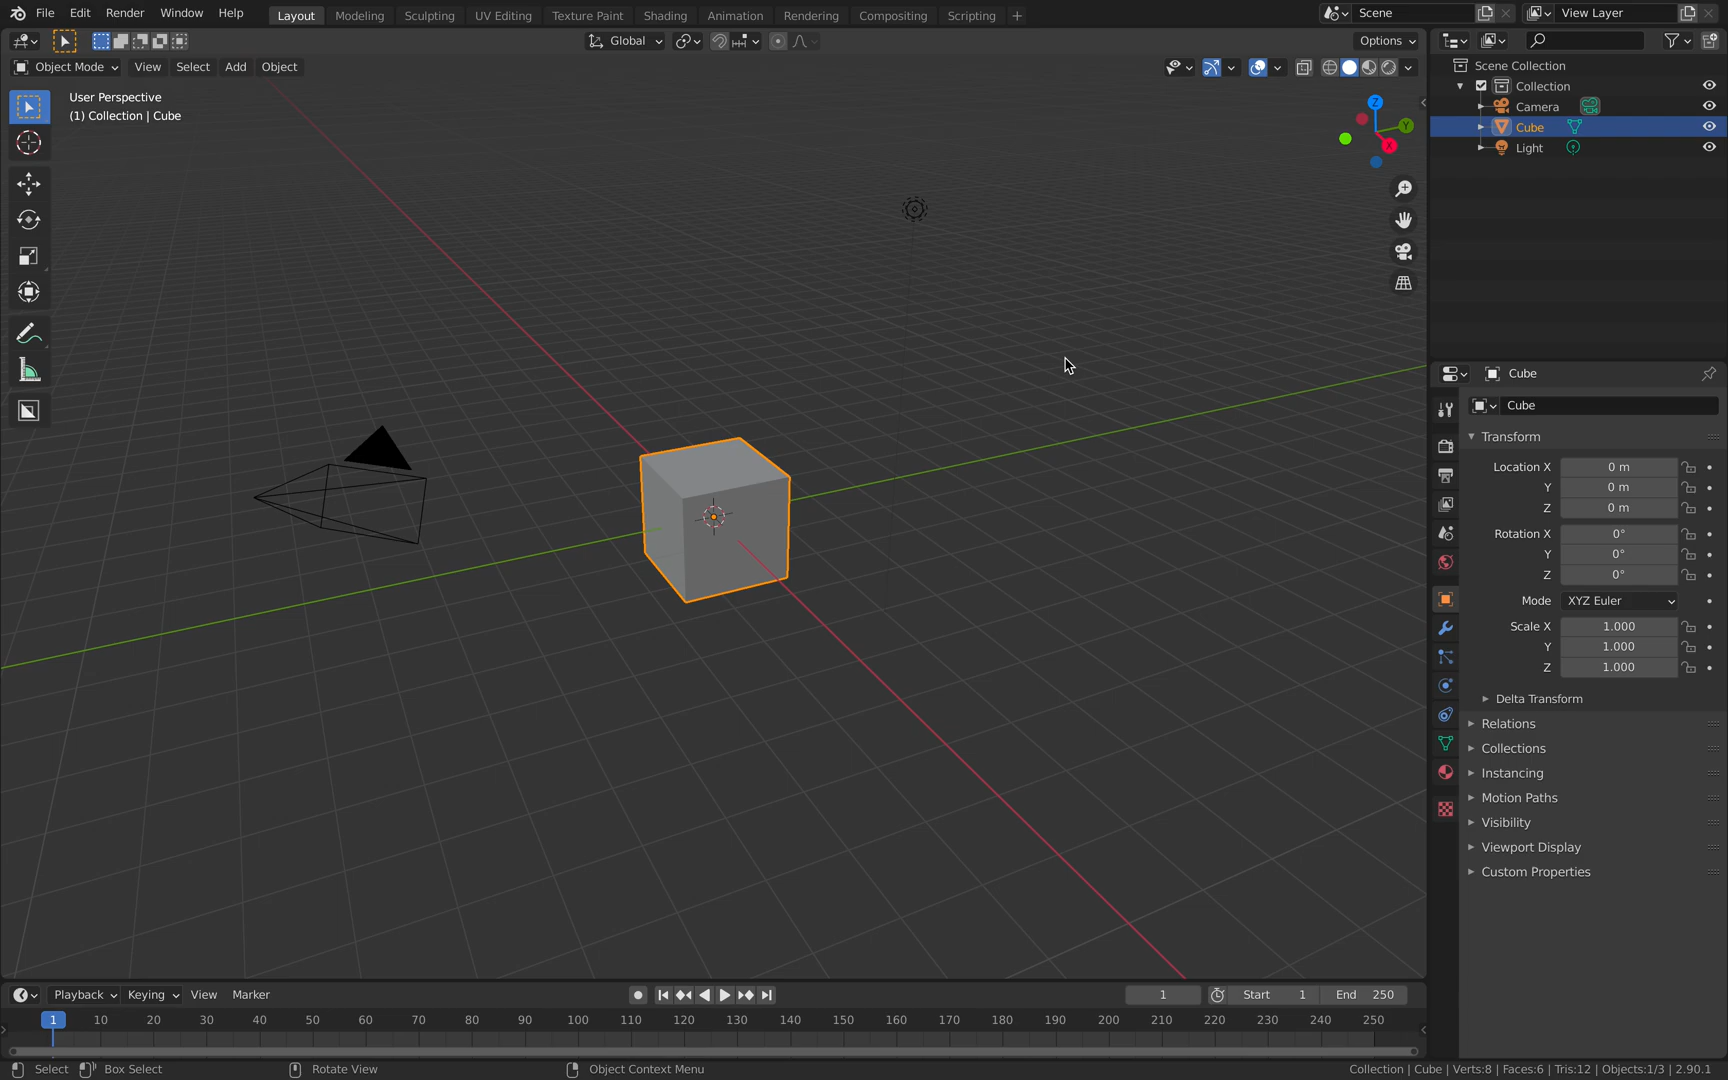 File Edit Render Window Help Layout Modeling Sculpting UV Editing Texture Paint Shading Animation Rendering Compositing Scripting + Scene View Layer
Global Options
Object Mode View Select Add Object
User Perspective
(1) Collection | Cube
Z
Y
X
Scene Collection
Collection
Camera
Cube
Light
Cube
Cube
Transform
Location X 0 m
Y 0 m
Z 0 m
Rotation X 0°
Y 0°
Z 0°
Mode XYZ Euler
Scale X 1.000
Y 1.000
Z 1.000
Delta Transform
Relations
Collections
Instancing
Motion Paths
Visibility
Viewport Display
Custom Properties
Playback Keying View Marker 1 Start 1 End 250
1 10 20 30 40 50 60 70 80 90 100 110 120 130 140 150 160 170 180 190 200 210 220 230 240 250
Select Box Select Rotate View Object Context Menu Collection | Cube | Verts:8 | Faces:6 | Tris:12 | Objects:1/3 | 2.90.1